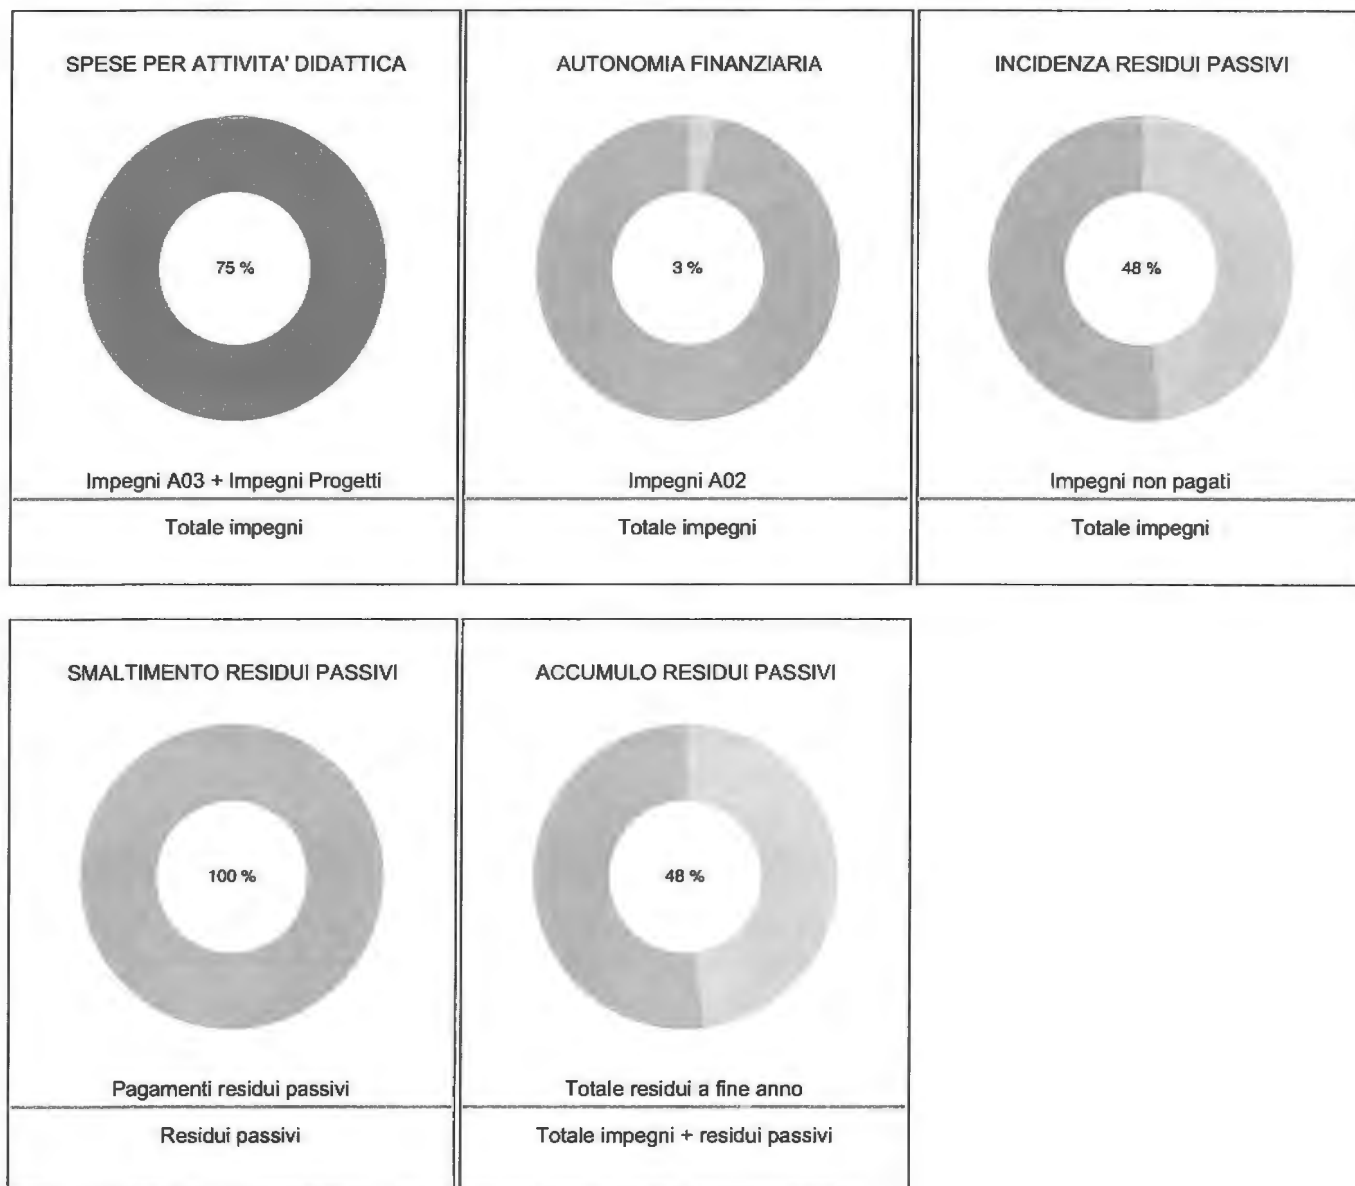 SPESE PER ATTIVITA' DIDATTICA
75 %
Impegni A03 + Impegni Progetti
Totale impegni
AUTONOMIA FINANZIARIA
3 %
Impegni A02
Totale impegni
INCIDENZA RESIDUI PASSIVI
48 %
Impegni non pagati
Totale impegni
SMALTIMENTO RESIDUI PASSIVI
100 %
Pagamenti residui passivi
Residui passivi
ACCUMULO RESIDUI PASSIVI
48 %
Totale residui a fine anno
Totale impegni + residui passivi